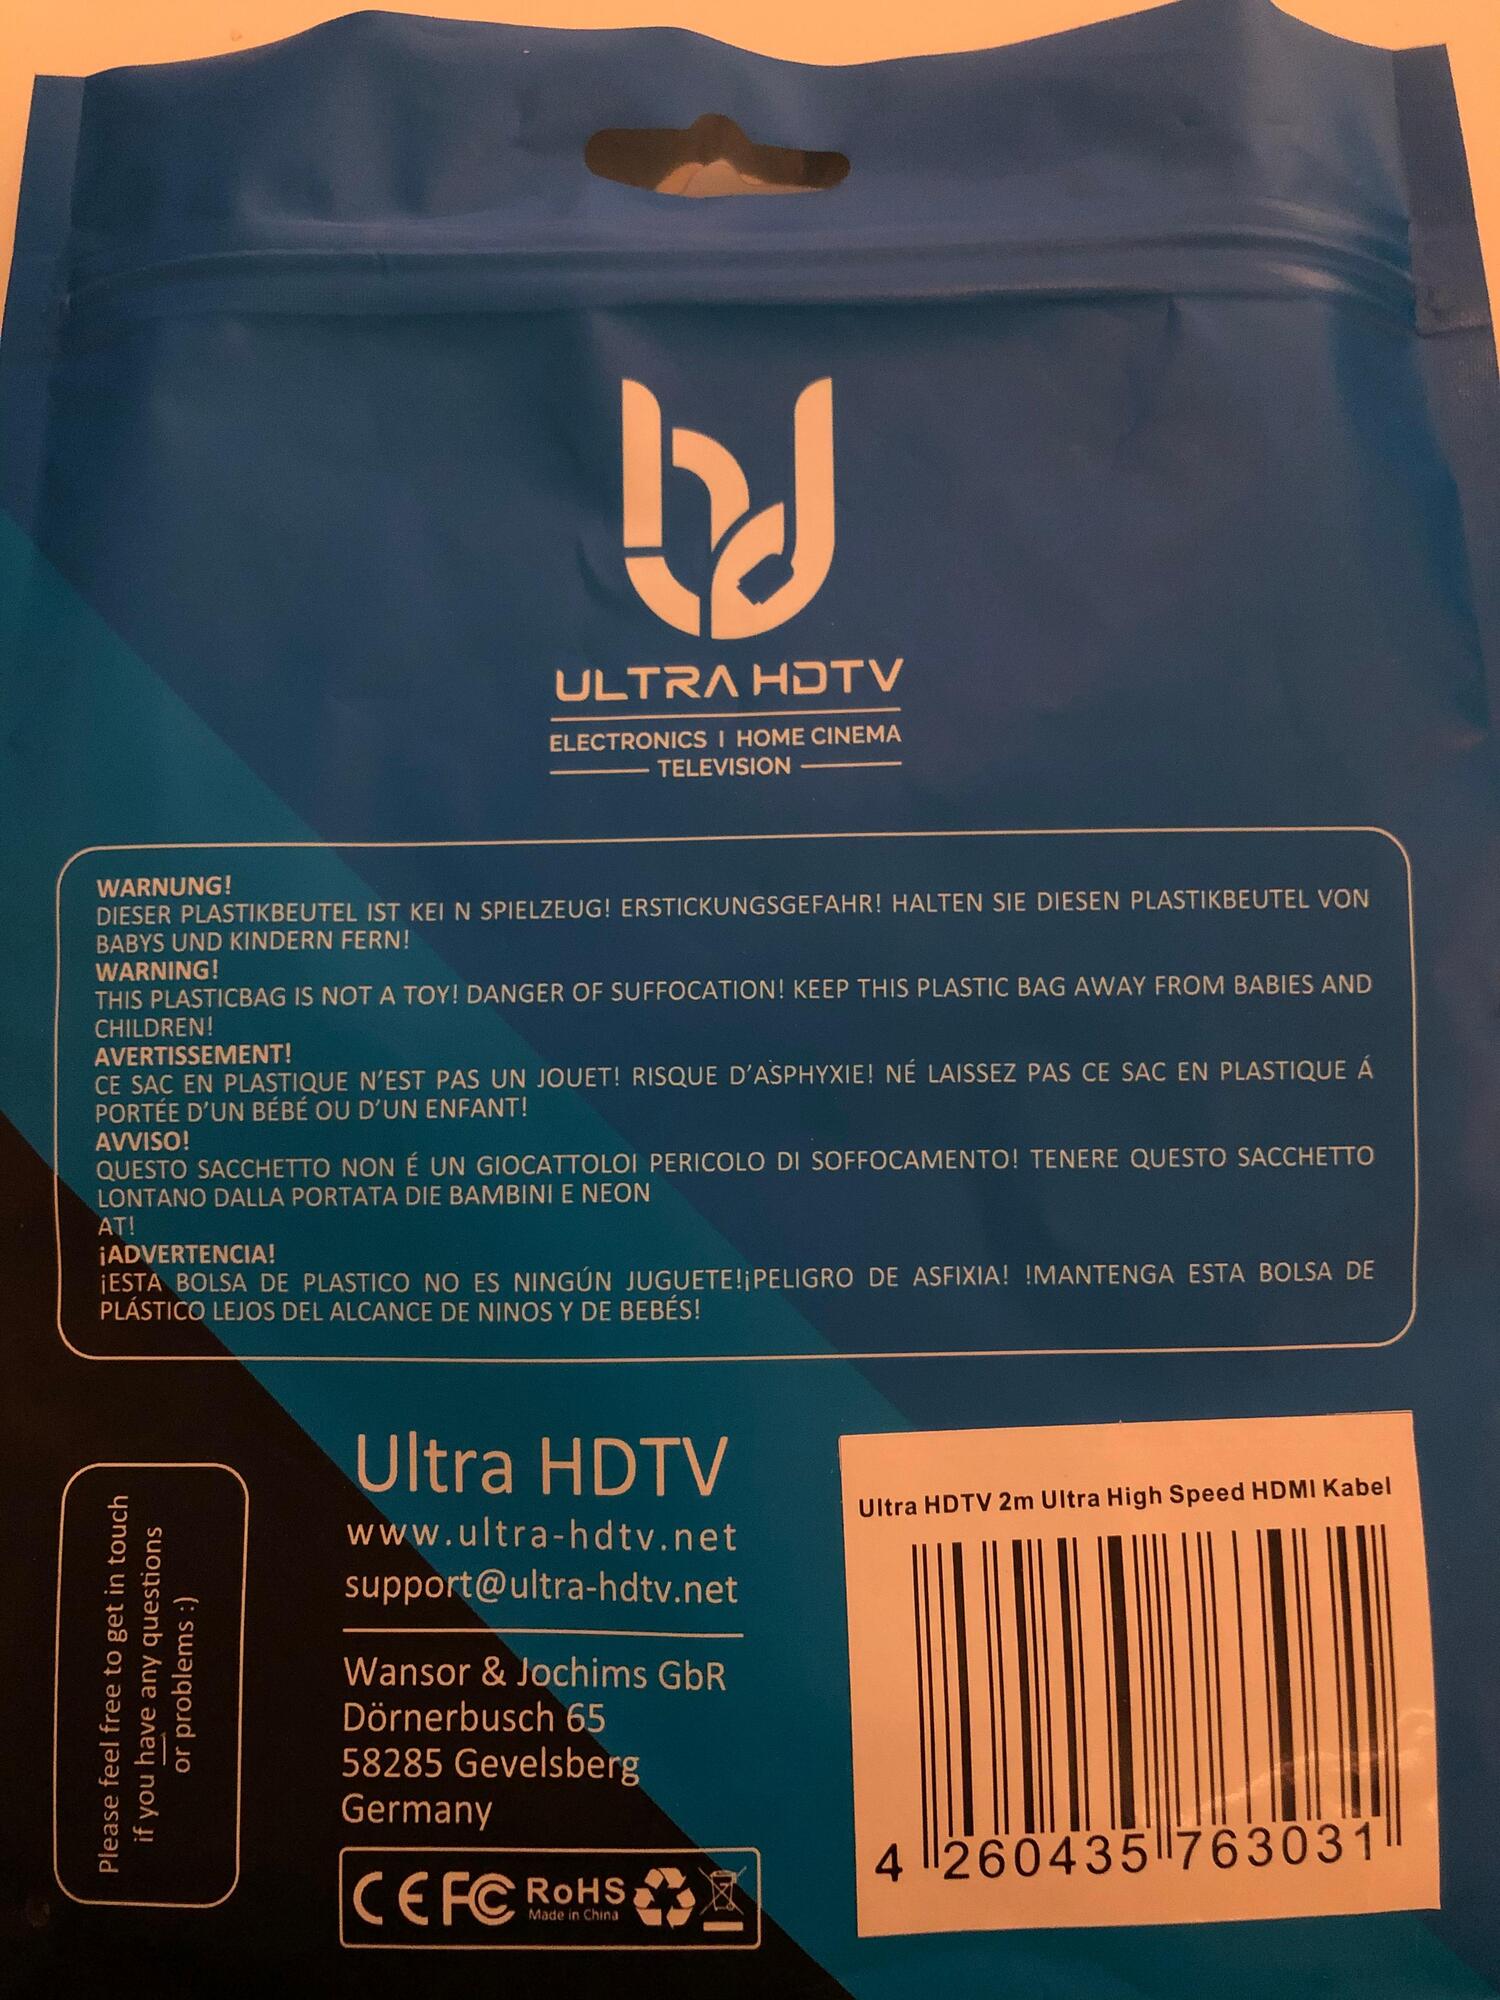 ULTRA HDTV
ELECTRONICS I HOME CINEMA
TELEVISION
WARNUNG!
DIESER PLASTIKBEUTEL IST KEI N SPIELZEUG! ERSTICKUNGSGEFAHR! HALTEN SIE DIESEN PLASTIKBEUTEL VON
BABYS UND KINDERN FERN!
WARNING!
THIS PLASTICBAG IS NOT A TOY! DANGER OF SUFFOCATION! KEEP THIS PLASTIC BAG AWAY FROM BABIES AND
CHILDREN!
AVERTISSEMENT!
CE SAC EN PLASTIQUE N'EST PAS UN JOUET! RISQUE D'ASPHYXIE! NÉ LAISSEZ PAS CE SAC EN PLASTIQUE Á
PORTÉE D'UN BÉBÉ OU D'UN ENFANT!
AVVISO!
QUESTO SACCHETTO NON É UN GIOCATTOLOI PERICOLO DI SOFFOCAMENTO! TENERE QUESTO SACCHETTO
LONTANO DALLA PORTATA DIE BAMBINI E NEON
AT!
¡ADVERTENCIA!
¡ESTA BOLSA DE PLASTICO NO ES NINGÚN JUGUETE!¡PELIGRO DE ASFIXIA! !MANTENGA ESTA BOLSA DE
PLÁSTICO LEJOS DEL ALCANCE DE NINOS Y DE BEBÉS!
Please feel free to get in touch
if you have any questions
or problems :)
Ultra HDTV
www.ultra-hdtv.net
support@ultra-hdtv.net
Wansor & Jochims GbR
Dörnerbusch 65
58285 Gevelsberg
Germany
CE FC RoHS
Made in China
Ultra HDTV 2m Ultra High Speed HDMI Kabel
4 260435 763031